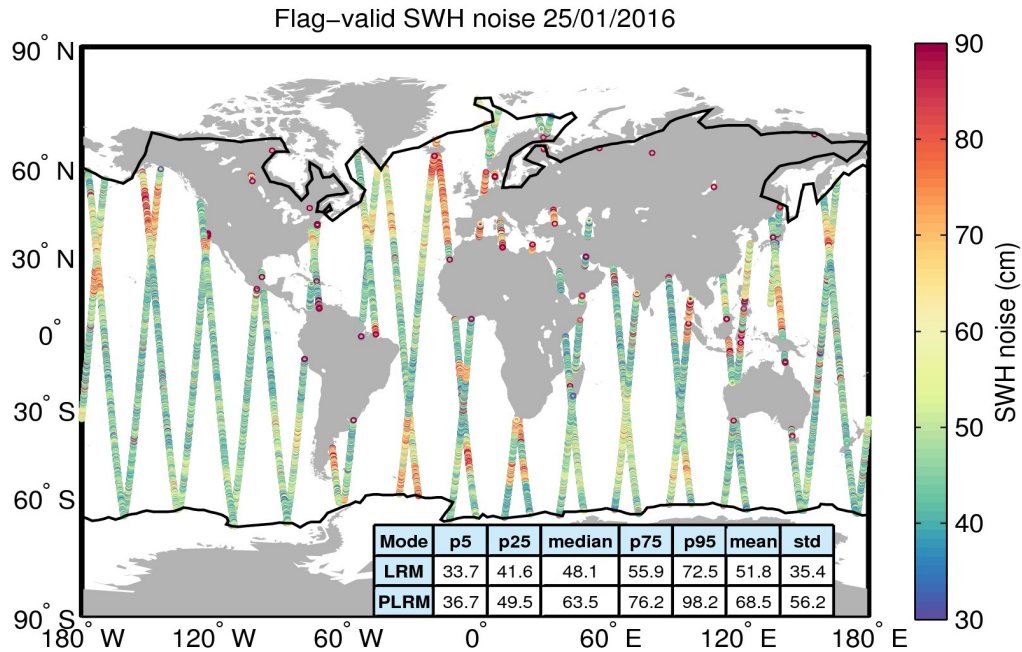 Flag−valid SWH noise 25/01/2016
90° N
60° N
30° N
0°
30° S
60° S
90° S
180° W
120° W
60° W
0°
60° E
120° E
180° E
90
80
70
60
50
40
30
SWH noise (cm)
Mode p5 p25 median p75 p95 mean std
LRM 33.7 41.6 48.1 55.9 72.5 51.8 35.4
PLRM 36.7 49.5 63.5 76.2 98.2 68.5 56.2